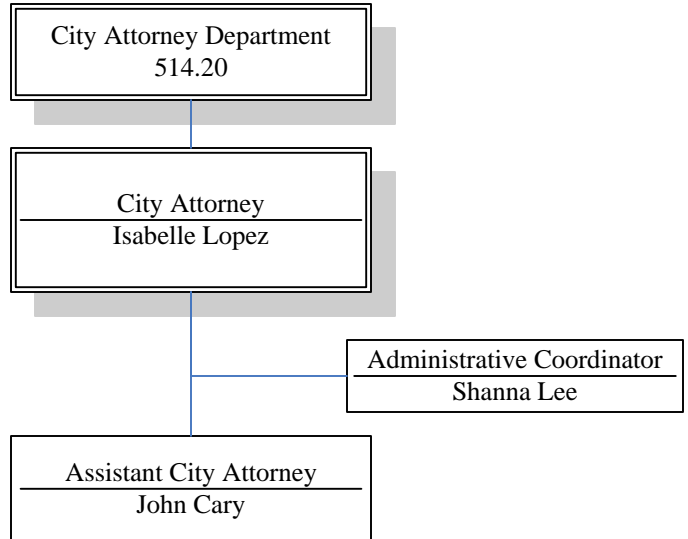 City Attorney Department
514.20
City Attorney
Isabelle Lopez
Administrative Coordinator
Shanna Lee
Assistant City Attorney
John Cary